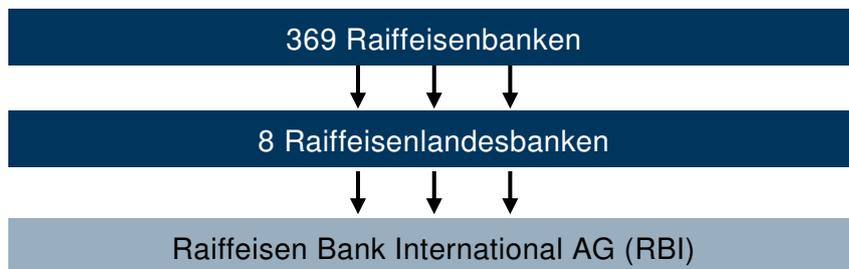 369 Raiffeisenbanken
8 Raiffeisenlandesbanken
Raiffeisen Bank International AG (RBI)